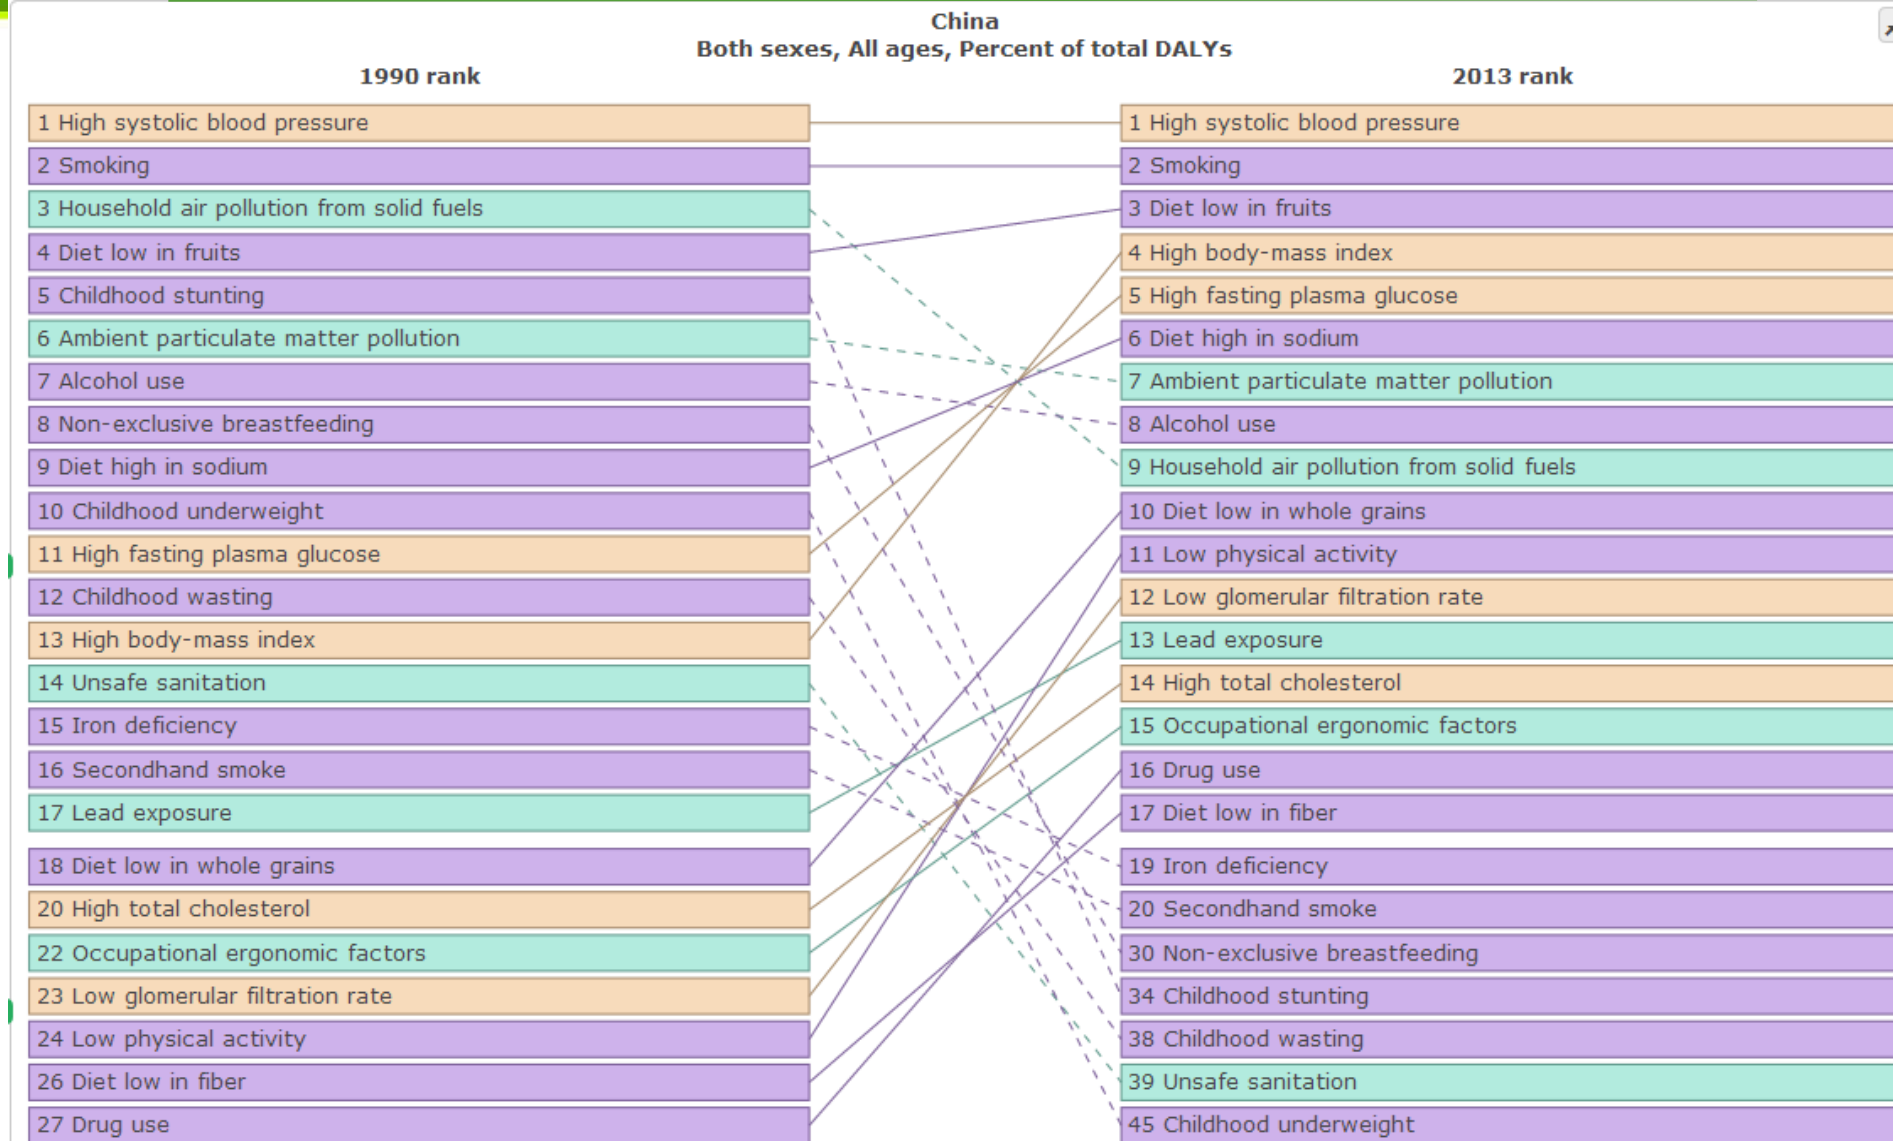 China
Both sexes, All ages, Percent of total DALYs
1990 rank
1 High systolic blood pressure
2 Smoking
3 Household air pollution from solid fuels
4 Diet low in fruits
5 Childhood stunting
6 Ambient particulate matter pollution
7 Alcohol use
8 Non-exclusive breastfeeding
9 Diet high in sodium
10 Childhood underweight
11 High fasting plasma glucose
12 Childhood wasting
13 High body-mass index
14 Unsafe sanitation
15 Iron deficiency
16 Secondhand smoke
17 Lead exposure
18 Diet low in whole grains
20 High total cholesterol
22 Occupational ergonomic factors
23 Low glomerular filtration rate
24 Low physical activity
26 Diet low in fiber
27 Drug use
2013 rank
1 High systolic blood pressure
2 Smoking
3 Diet low in fruits
4 High body-mass index
5 High fasting plasma glucose
6 Diet high in sodium
7 Ambient particulate matter pollution
8 Alcohol use
9 Household air pollution from solid fuels
10 Diet low in whole grains
11 Low physical activity
12 Low glomerular filtration rate
13 Lead exposure
14 High total cholesterol
15 Occupational ergonomic factors
16 Drug use
17 Diet low in fiber
19 Iron deficiency
20 Secondhand smoke
30 Non-exclusive breastfeeding
34 Childhood stunting
38 Childhood wasting
39 Unsafe sanitation
45 Childhood underweight